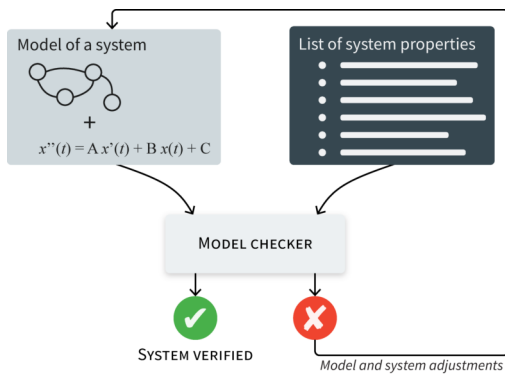 Model of a system
+
x’’(t) = A x’(t) + B x(t) + C
List of system properties
MODEL CHECKER
SYSTEM VERIFIED
Model and system adjustments